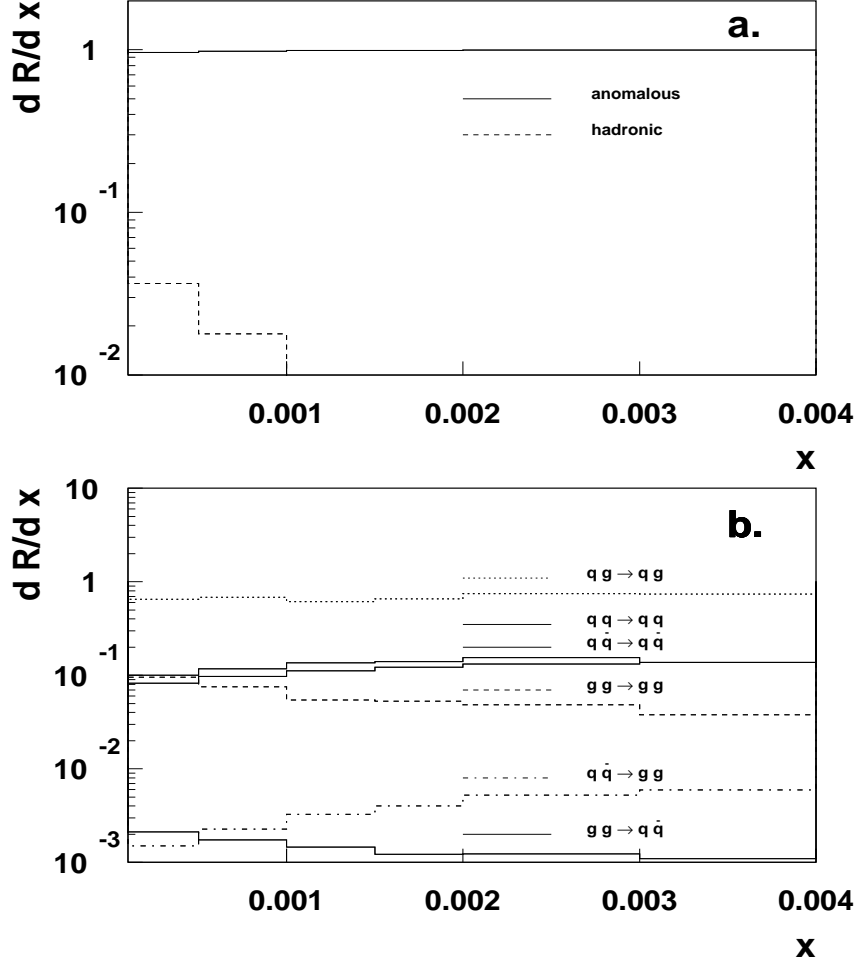 a.
d R/d x
1
anomalous
hadronic
10⁻¹
10⁻²
0.001 0.002 0.003 0.004
x
b.
d R/d x
10
1
q g → q g
q q → q q
q q̄ → q q̄
10⁻¹
g g → g g
10⁻²
q q̄ → g g
g g → q q̄
10⁻³
0.001 0.002 0.003 0.004
x